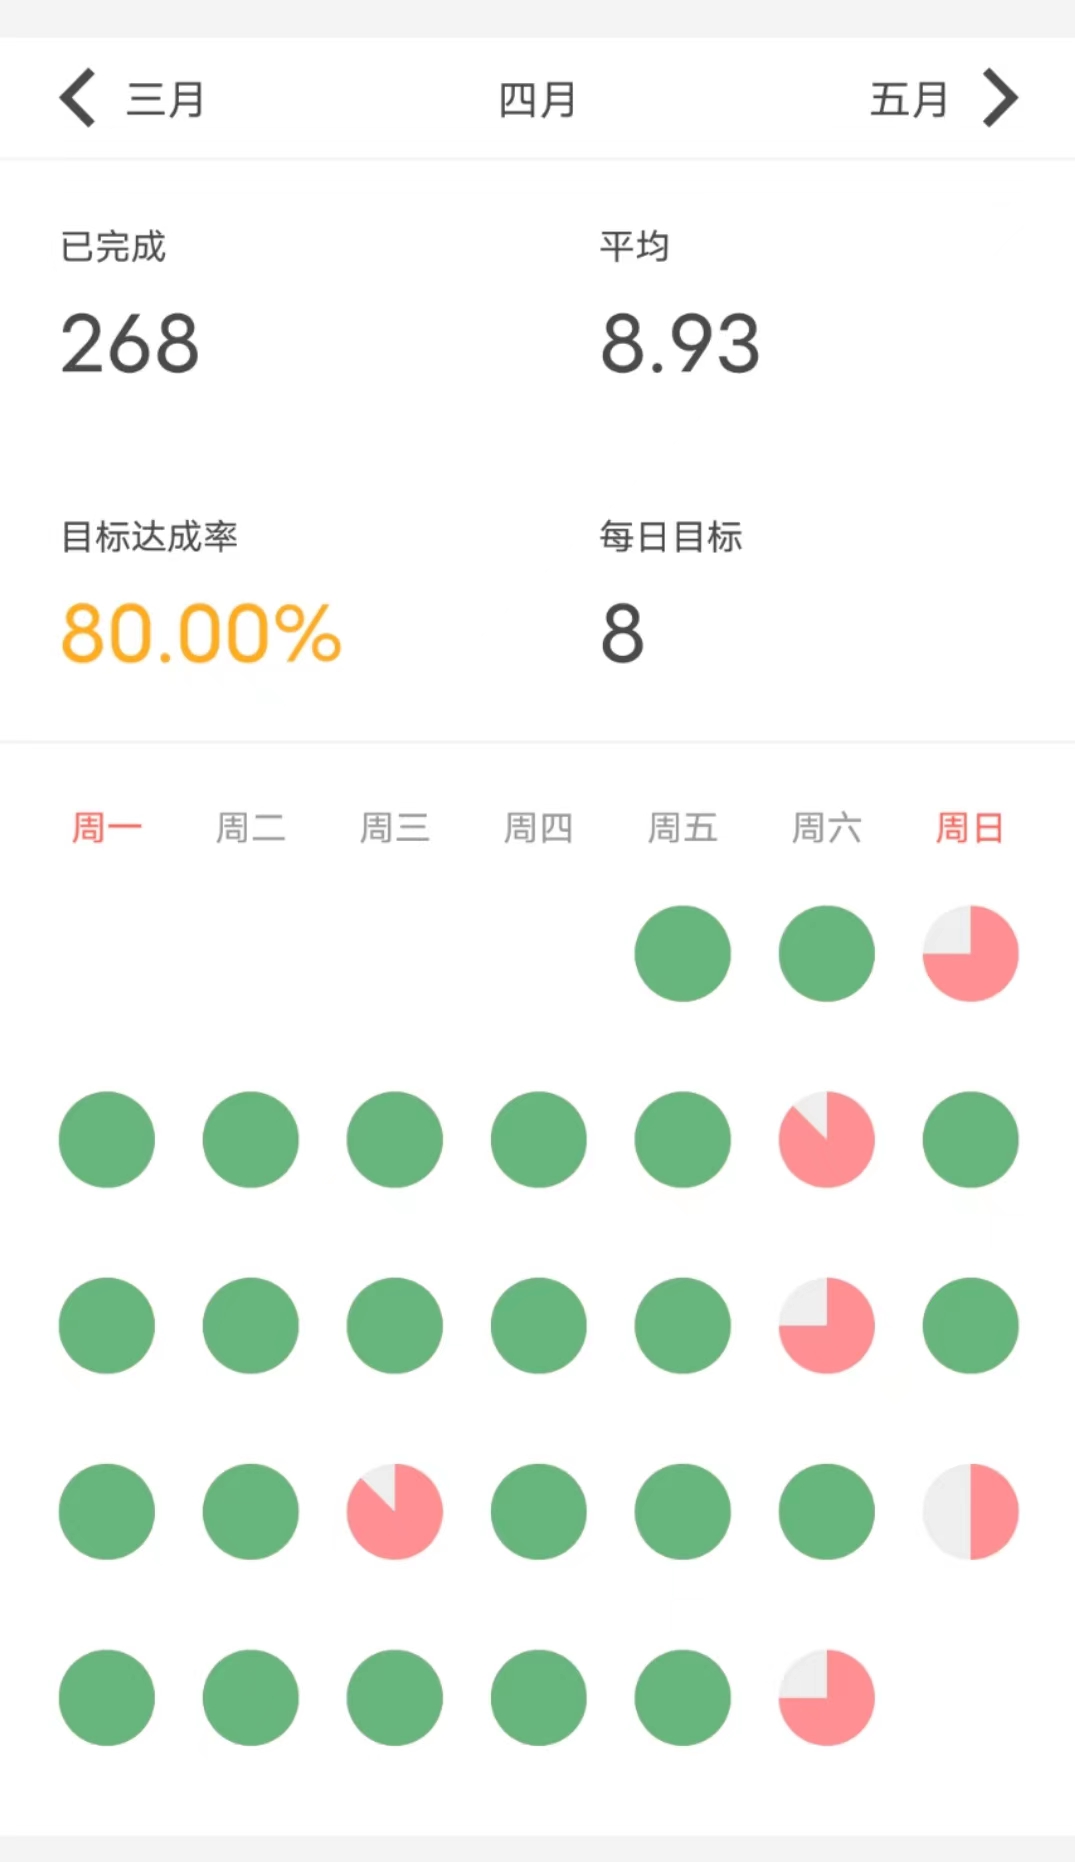 三月 四月 五月
已完成 平均
268 8.93
目标达成率 每日目标
80.00% 8
周一 周二 周三 周四 周五 周六 周日